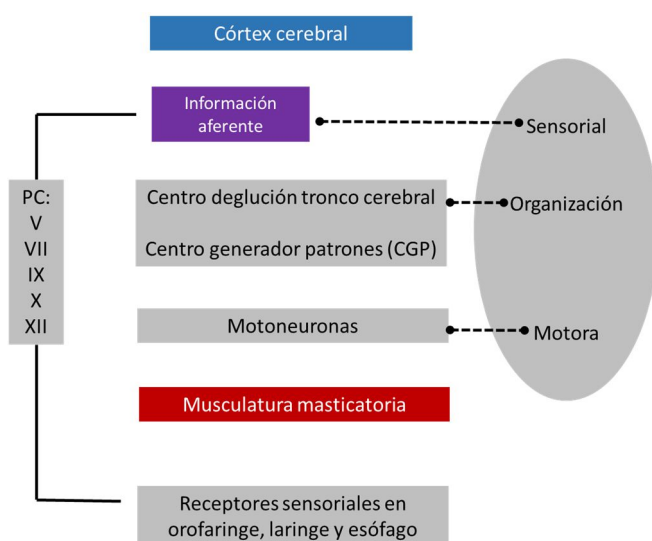 Córtex cerebral
Información
aferente
Sensorial
PC:
V
VII
IX
X
XII
Centro deglución tronco cerebral
Organización
Centro generador patrones (CGP)
Motoneuronas
Motora
Musculatura masticatoria
Receptores sensoriales en
orofaringe, laringe y esófago